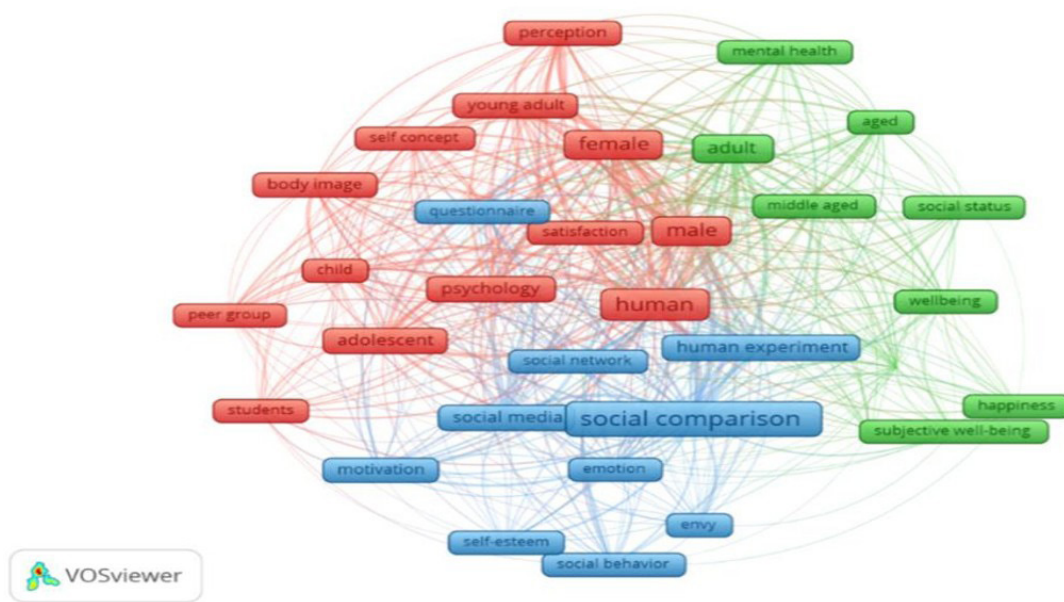 perception
mental health
young adult
aged
self concept
female
adult
body image
questionnaire
middle aged
social status
satisfaction
male
child
psychology
human
wellbeing
peer group
adolescent
social network
human experiment
students
social media
social comparison
happiness
subjective well-being
motivation
emotion
envy
self-esteem
social behavior
VOSviewer